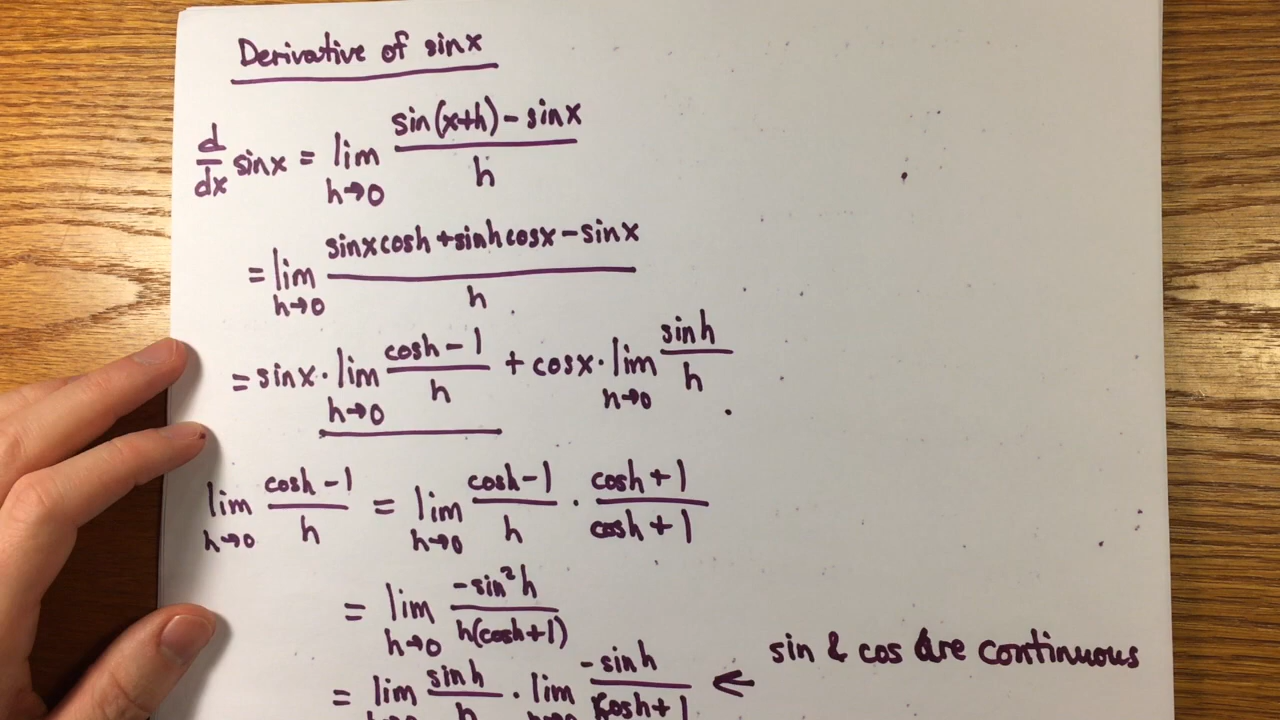 Derivative of sinx
d/dx sinx = lim h→0 (sin(x+h) - sinx)/h
= lim h→0 (sinxcosh + sinhcosx - sinx)/h
= sinx · lim h→0 (cosh - 1)/h + cosx · lim h→0 sinh/h
lim h→0 (cosh - 1)/h = lim h→0 (cosh - 1)/h · (cosh + 1)/(cosh + 1)
= lim h→0 -sin²h/(h(cosh + 1))
= lim h→0 sinh/h · lim h→0 -sinh/(cosh + 1) ← sin & cos are continuous